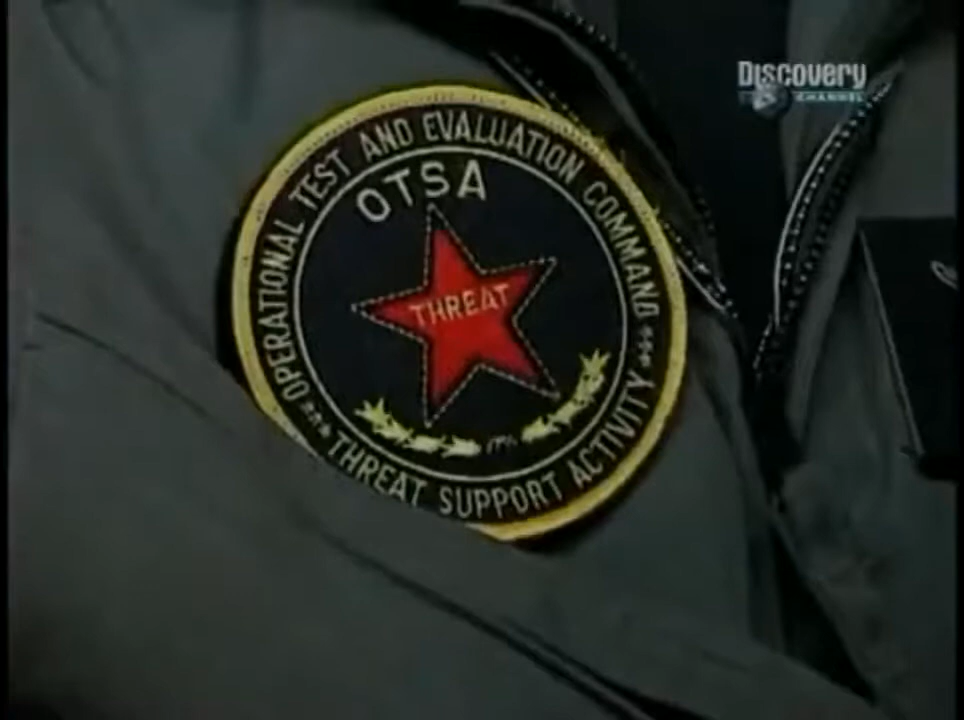 Discovery
CHANNEL
OPERATIONAL TEST AND EVALUATION COMMAND
OTSA
THREAT
THREAT SUPPORT ACTIVITY